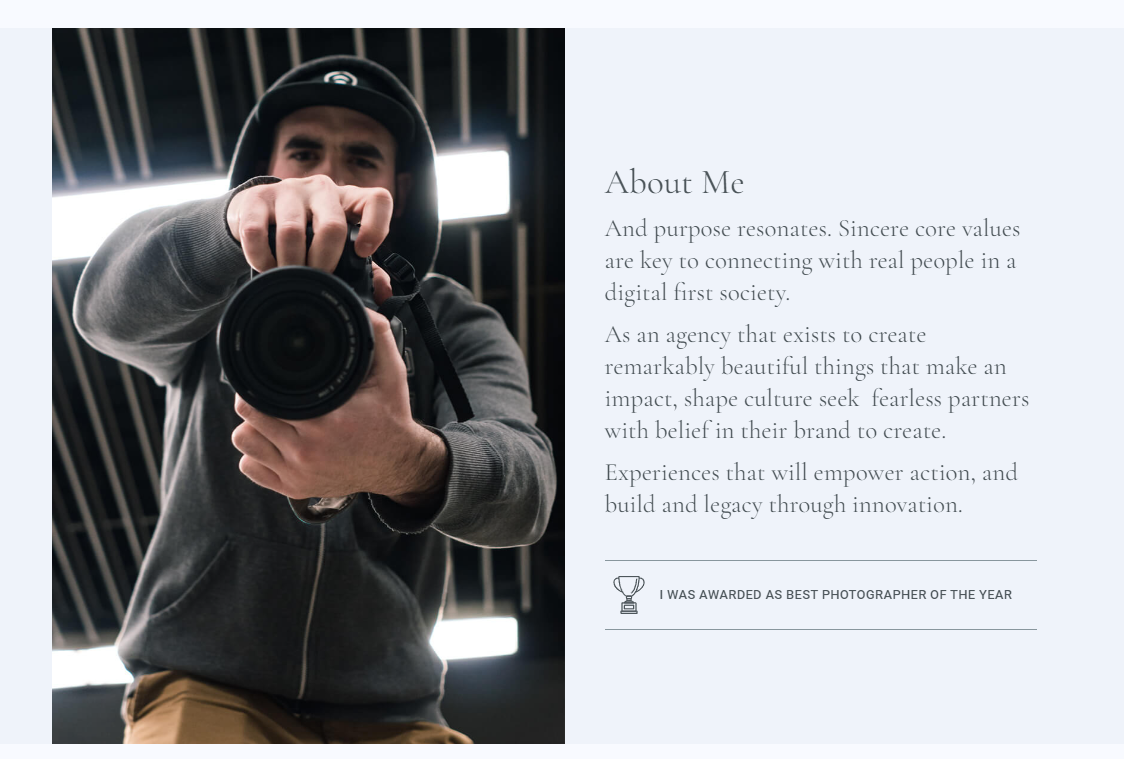 About Me
And purpose resonates. Sincere core values
are key to connecting with real people in a
digital first society.
As an agency that exists to create
remarkably beautiful things that make an
impact, shape culture seek  fearless partners
with belief in their brand to create.
Experiences that will empower action, and
build and legacy through innovation.
I WAS AWARDED AS BEST PHOTOGRAPHER OF THE YEAR